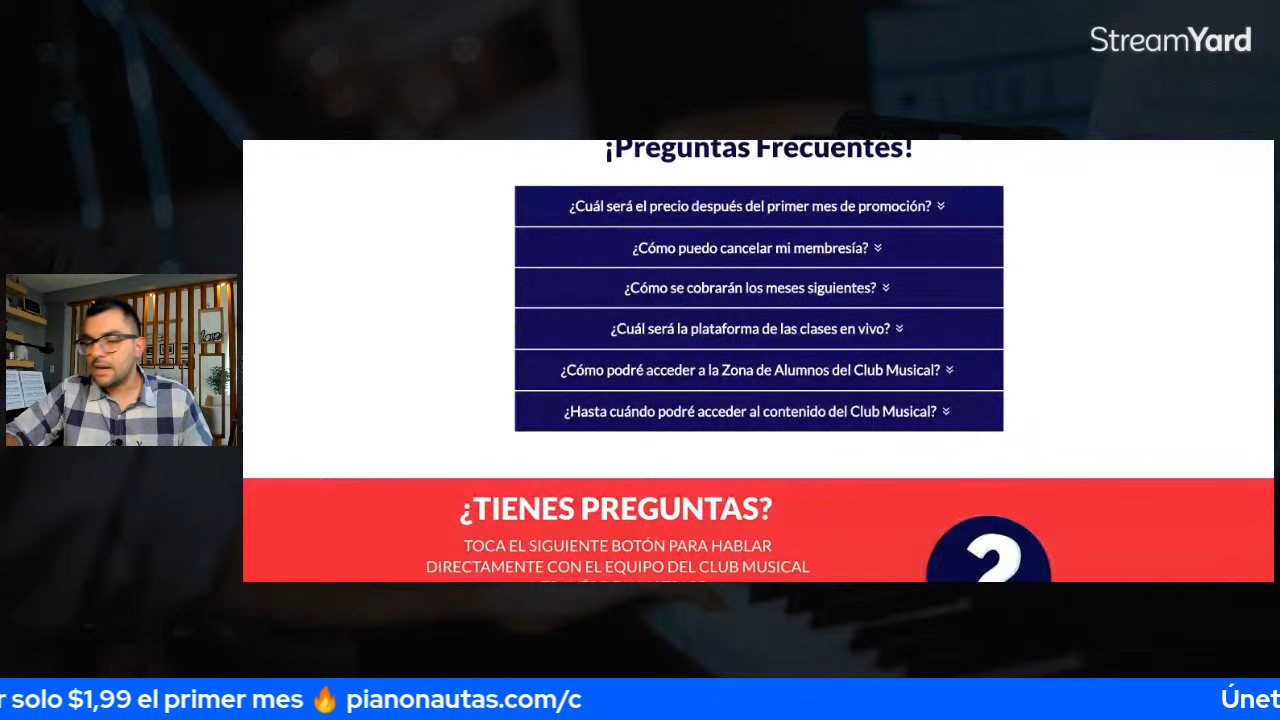 StreamYard
¡Preguntas Frecuentes!
¿Cuál será el precio después del primer mes de promoción?
¿Cómo puedo cancelar mi membresía?
¿Cómo se cobrarán los meses siguientes?
¿Cuál será la plataforma de las clases en vivo?
¿Cómo podré acceder a la Zona de Alumnos del Club Musical?
¿Hasta cuándo podré acceder al contenido del Club Musical?
¿TIENES PREGUNTAS?
TOCA EL SIGUIENTE BOTÓN PARA HABLAR
DIRECTAMENTE CON EL EQUIPO DEL CLUB MUSICAL
?
r solo $1,99 el primer mes 🔥 pianonautas.com/c Únet